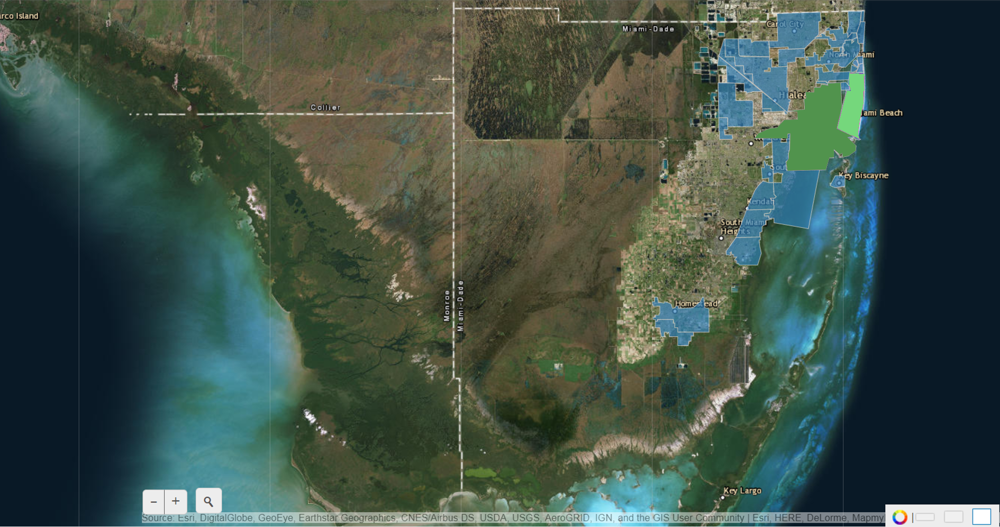 rco Island
Carol City
Miami-Dade
North Miami
Hialea
Collier
ami Beach
Key Biscayne
Kendall
South Miami
Heights
Homestead
Monroe
Miami-Dade
Key Largo
− +
Source: Esri, DigitalGlobe, GeoEye, Earthstar Geographics, CNES/Airbus DS, USDA, USGS, AeroGRID, IGN, and the GIS User Community | Esri, HERE, DeLorme, Mapmy